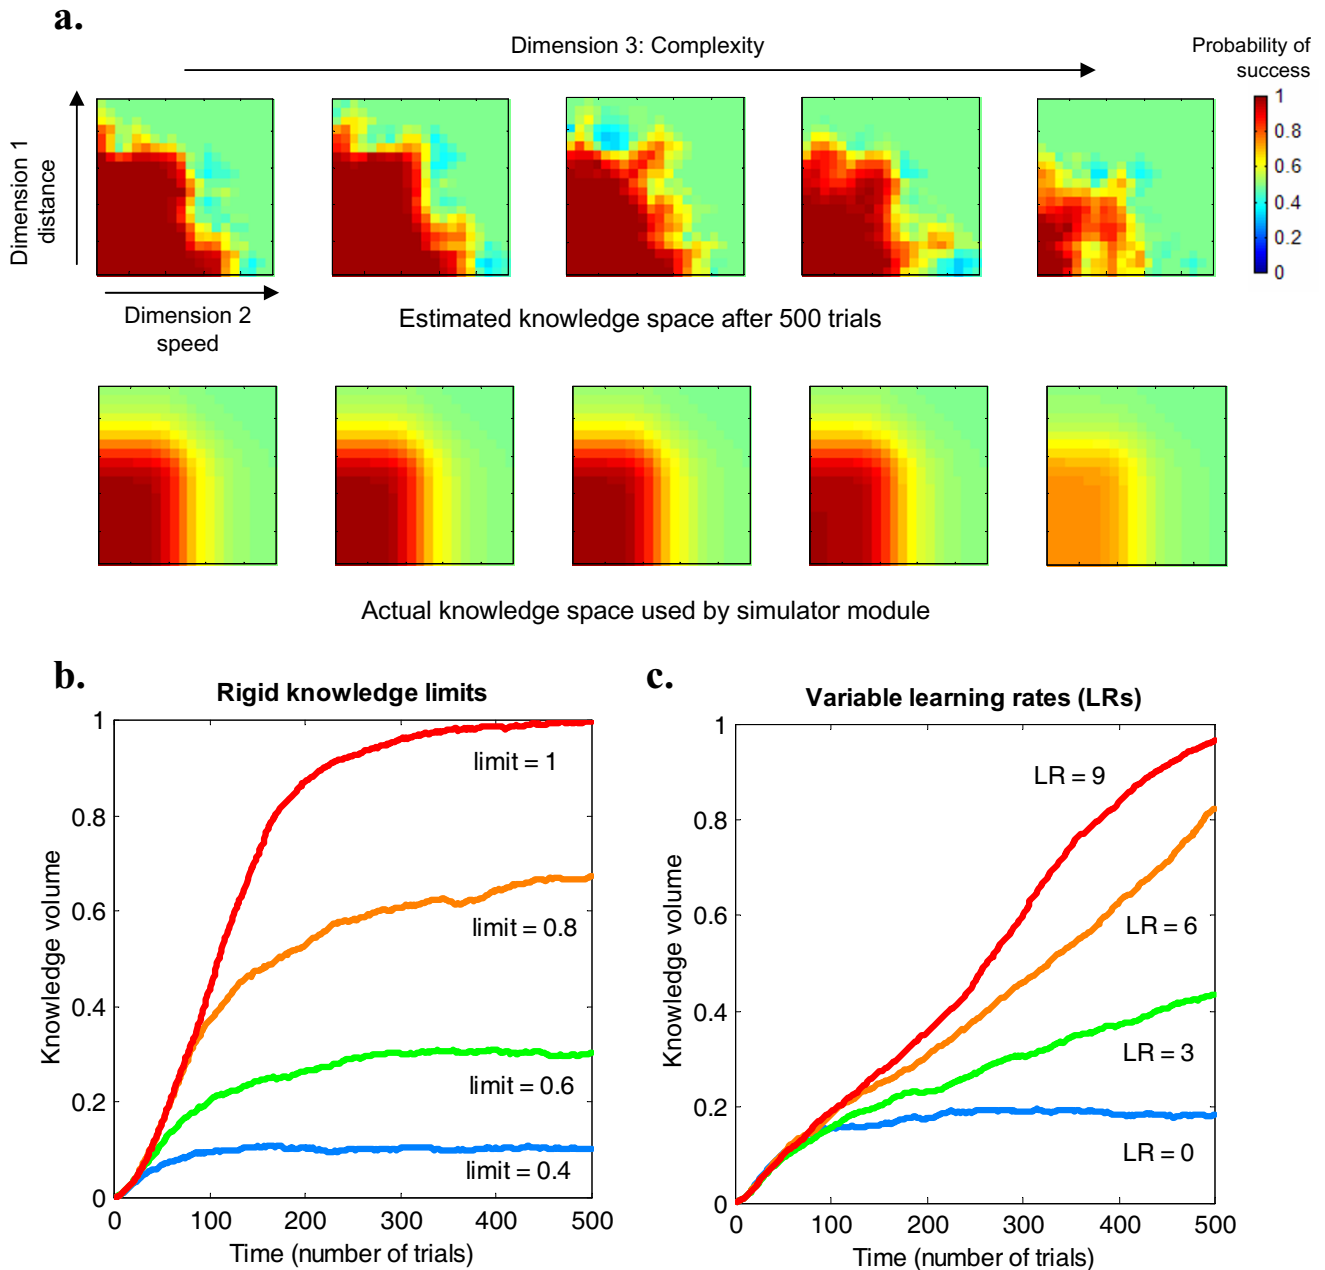 a.
Dimension 3: Complexity
Probability of
success
Dimension 1
distance
1
0.8
0.6
0.4
0.2
0
Dimension 2
speed
Estimated knowledge space after 500 trials
Actual knowledge space used by simulator module
b.
Rigid knowledge limits
1
0.8
0.6
0.4
0.2
0
Knowledge volume
limit = 1
limit = 0.8
limit = 0.6
limit = 0.4
0 100 200 300 400 500
Time (number of trials)
c.
Variable learning rates (LRs)
1
0.8
0.6
0.4
0.2
0
Knowledge volume
LR = 9
LR = 6
LR = 3
LR = 0
0 100 200 300 400 500
Time (number of trials)